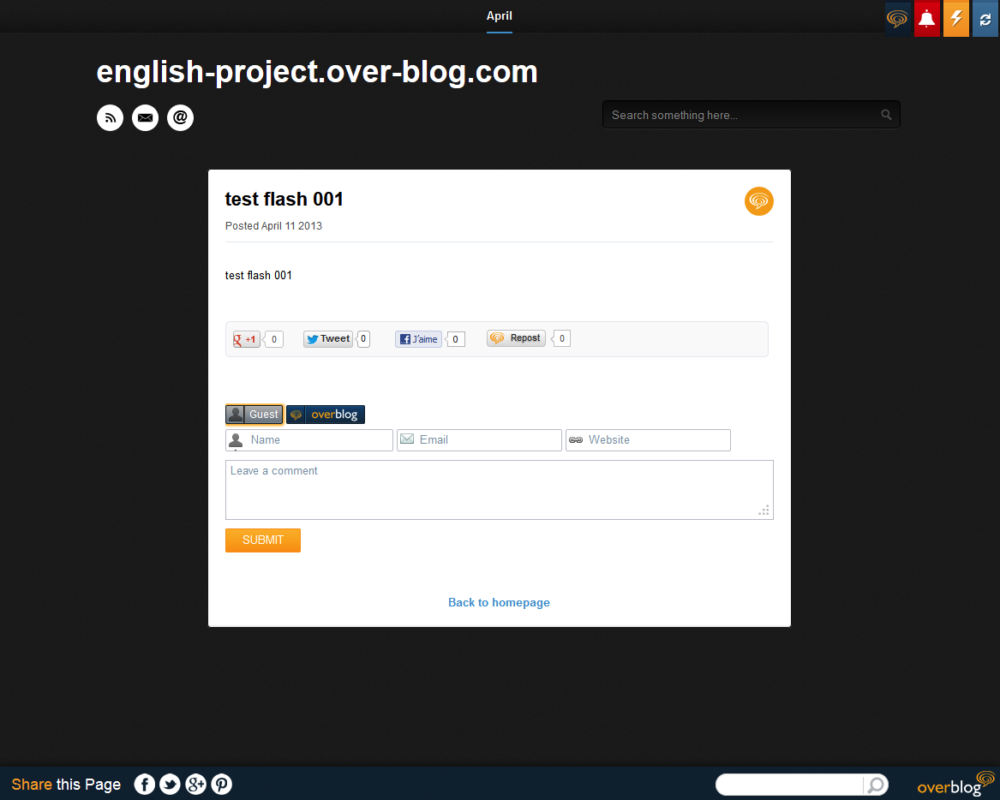 April
english-project.over-blog.com
Search something here...
test flash 001
Posted April 11 2013
test flash 001
+1 0 Tweet 0 J'aime 0 Repost 0
Guest overblog
Name Email Website
Leave a comment
SUBMIT
Back to homepage
Share this Page overblog